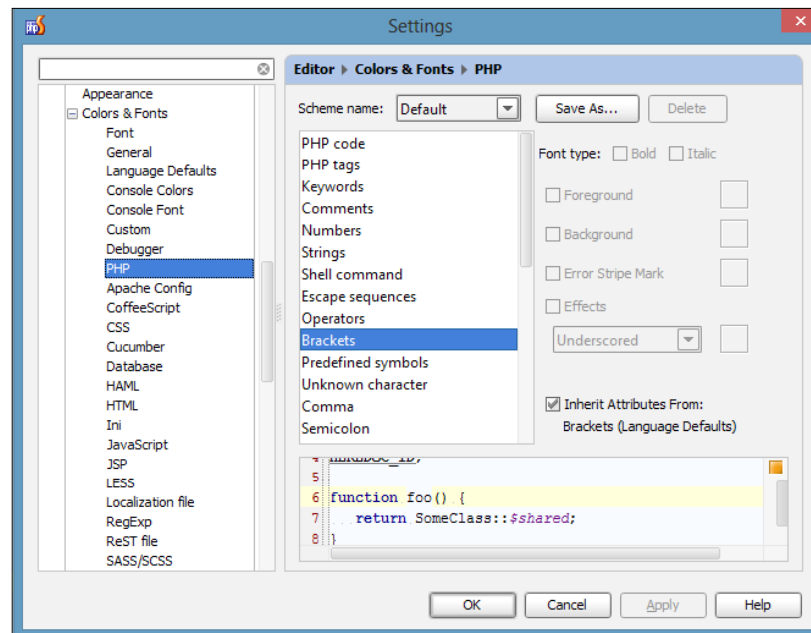 php
Settings
Appearance
Colors & Fonts
Font
General
Language Defaults
Console Colors
Console Font
Custom
Debugger
PHP
Apache Config
CoffeeScript
CSS
Cucumber
Database
HAML
HTML
Ini
JavaScript
JSP
LESS
Localization file
RegExp
ReST file
SASS/SCSS
Editor Colors & Fonts PHP
Scheme name: Default Save As... Delete
PHP code
PHP tags
Keywords
Comments
Numbers
Strings
Shell command
Escape sequences
Operators
Brackets
Predefined symbols
Unknown character
Comma
Semicolon
Font type: Bold Italic
Foreground
Background
Error Stripe Mark
Effects
Underscored
Inherit Attributes From:
Brackets (Language Defaults)
4 HEREDOC_ID;
5
6 function foo() {
7 return SomeClass::$shared;
8 }
OK Cancel Apply Help